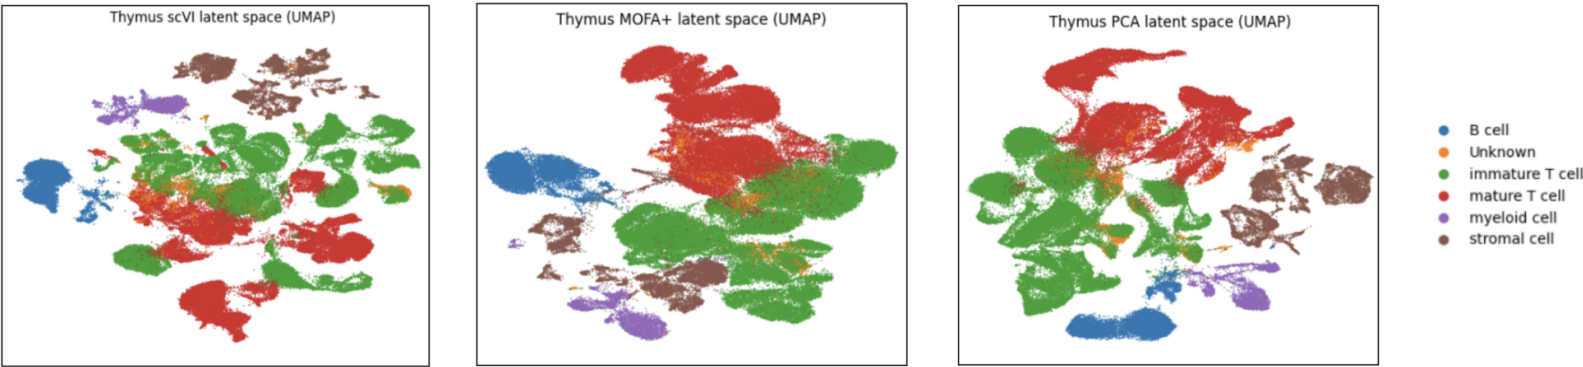 Thymus scVI latent space (UMAP)
Thymus MOFA+ latent space (UMAP)
Thymus PCA latent space (UMAP)
B cell
Unknown
immature T cell
mature T cell
myeloid cell
stromal cell